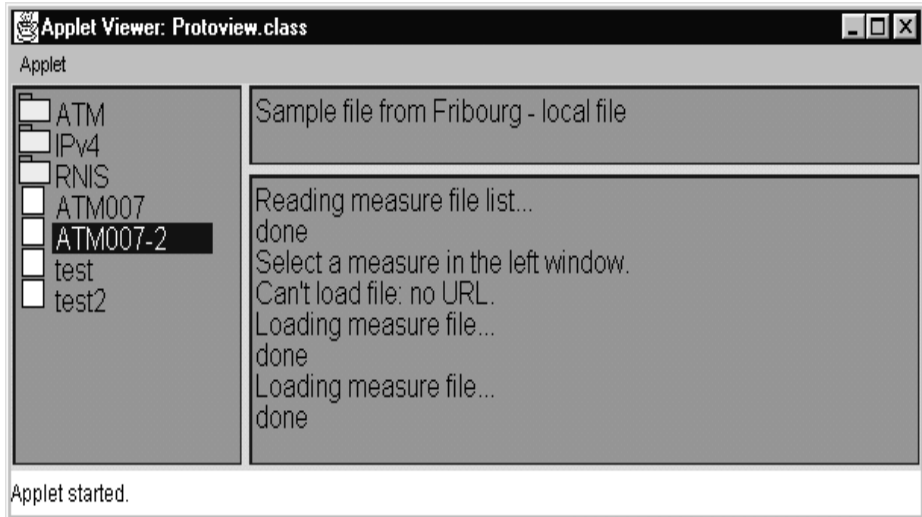 Applet Viewer: Protoview.class
Applet
ATM
IPv4
RNIS
ATM007
ATM007-2
test
test2
Sample file from Fribourg - local file
Reading measure file list...
done
Select a measure in the left window.
Can't load file: no URL.
Loading measure file...
done
Loading measure file...
done
Applet started.